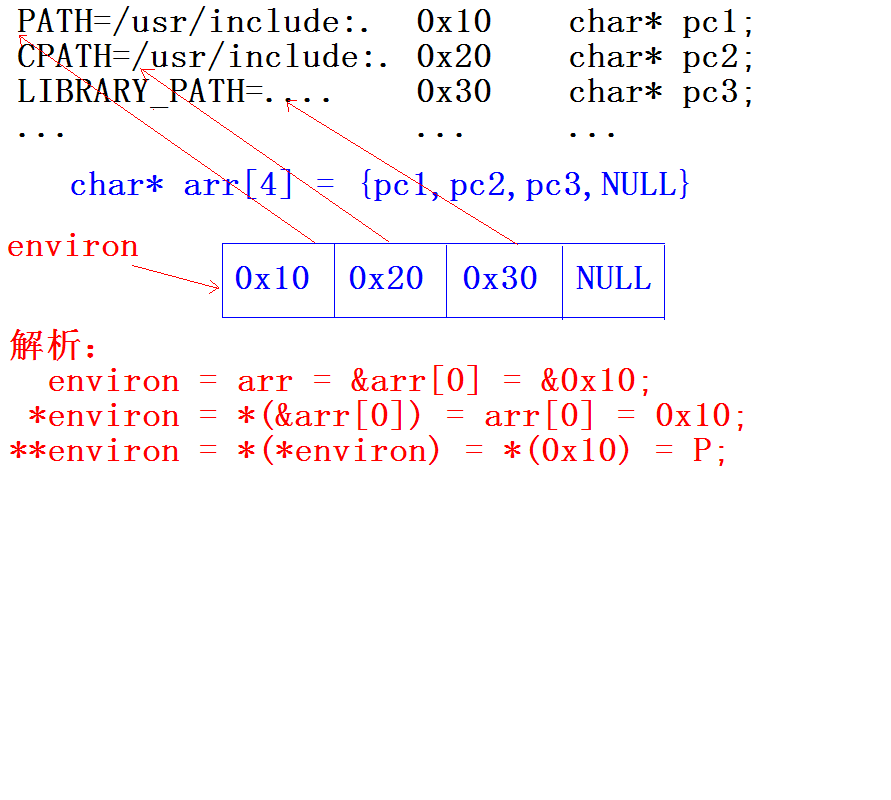 PATH=/usr/include:. 0x10 char* pc1;
CPATH=/usr/include:. 0x20 char* pc2;
LIBRARY_PATH=.... 0x30 char* pc3;
... ... ...
char* arr[4] = {pc1,pc2,pc3,NULL}
environ
0x10 0x20 0x30 NULL
解析:
environ = arr = &arr[0] = &0x10;
*environ = *(&arr[0]) = arr[0] = 0x10;
**environ = *(*environ) = *(0x10) = P;